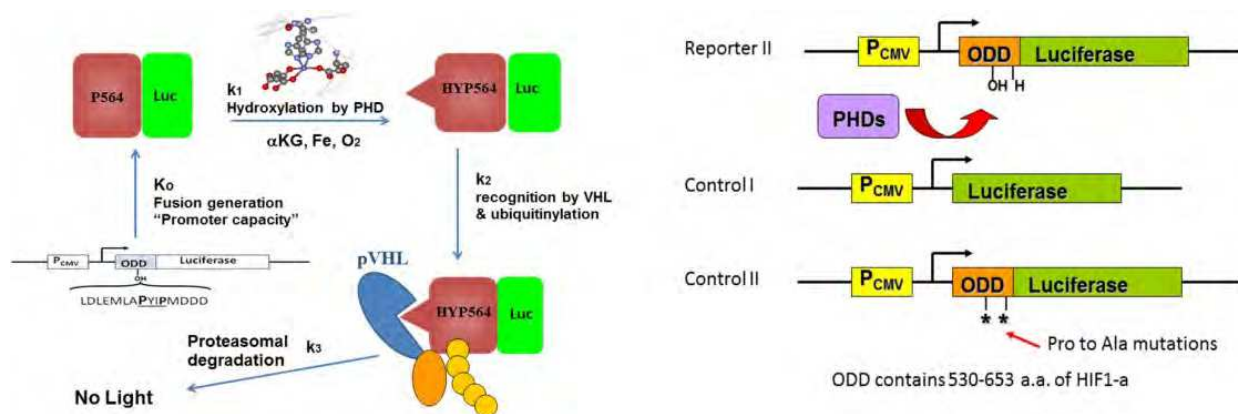 P564
Luc
k1
Hydroxylation by PHD
αKG, Fe, O2
HYP564
Luc
Ko
Fusion generation
“Promoter capacity”
k2
recognition by VHL
& ubiquitinylation
PCMV
ODD
Luciferase
OH
LDLEMLAPYIPMDDD
pVHL
HYP564
Luc
Proteasomal
degradation
k3
No Light
Reporter II
PCMV
ODD
Luciferase
OH H
PHDs
Control I
PCMV
Luciferase
Control II
PCMV
ODD
Luciferase
* *
Pro to Ala mutations
ODD contains 530-653 a.a. of HIF1-a